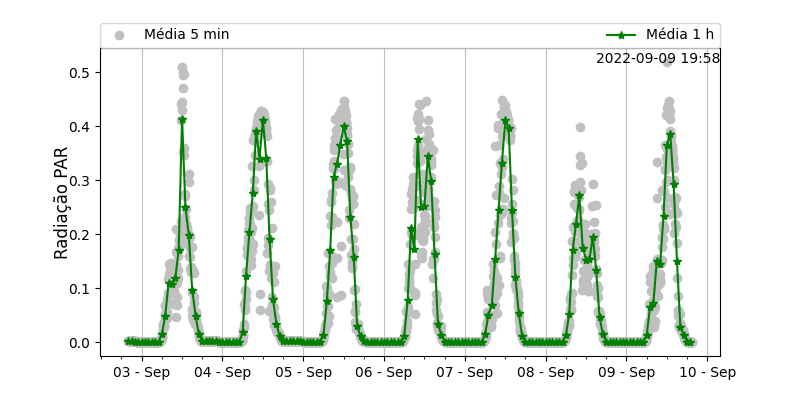 Média 5 min
Média 1 h
2022-09-09 19:58
Radiação PAR
0.5
0.4
0.3
0.2
0.1
0.0
03 - Sep
04 - Sep
05 - Sep
06 - Sep
07 - Sep
08 - Sep
09 - Sep
10 - Sep